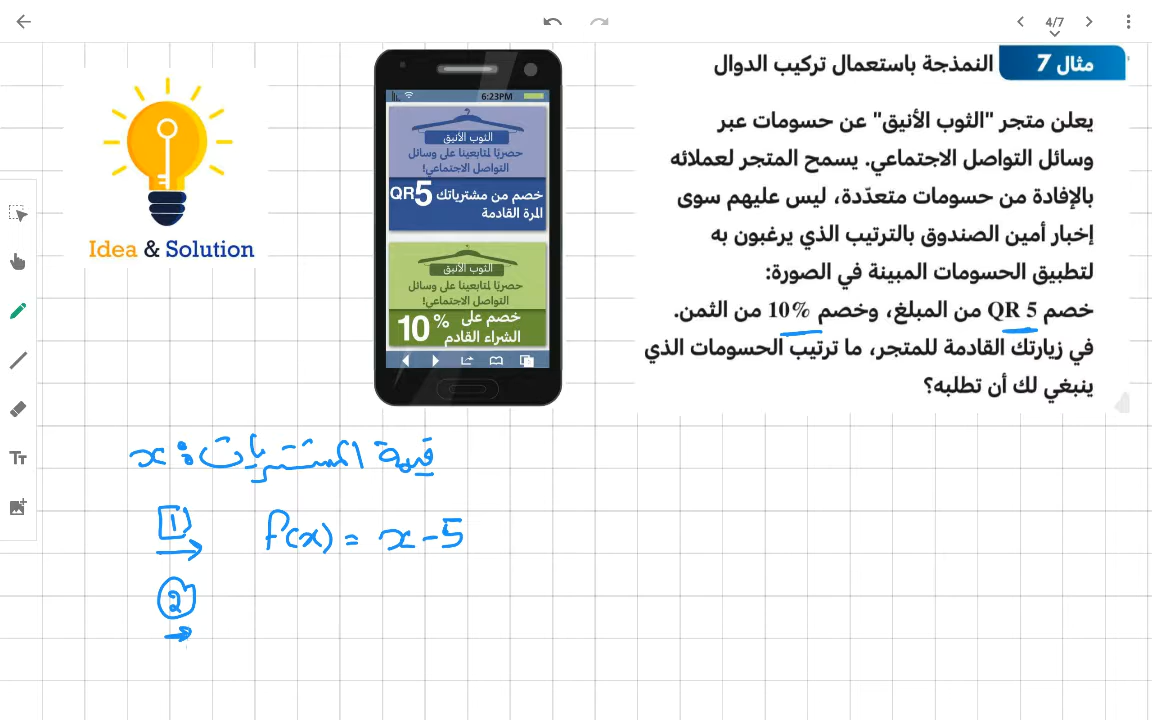 4/7
مثال 7 النمذجة باستعمال تركيب الدوال
يعلن متجر "الثوب الأنيق" عن حسومات عبر
وسائل التواصل الاجتماعي. يسمح المتجر لعملائه
بالإفادة من حسومات متعدّدة، ليس عليهم سوى
إخبار أمين الصندوق بالترتيب الذي يرغبون به
لتطبيق الحسومات المبينة في الصورة:
خصم QR 5 من المبلغ، وخصم 10% من الثمن.
في زيارتك القادمة للمتجر، ما ترتيب الحسومات الذي
ينبغي لك أن تطلبه؟
6:23PM
الثوب الأنيق
حصريًا لمتابعينا على وسائل
التواصل الاجتماعي!
خصم من مشترياتك QR5
المرة القادمة
الثوب الأنيق
حصريًا لمتابعينا على وسائل
التواصل الاجتماعي!
خصم على 10%
الشراء القادم
Idea & Solution
Tт
x : قيمة المشتريات
1 f(x) = x - 5
2